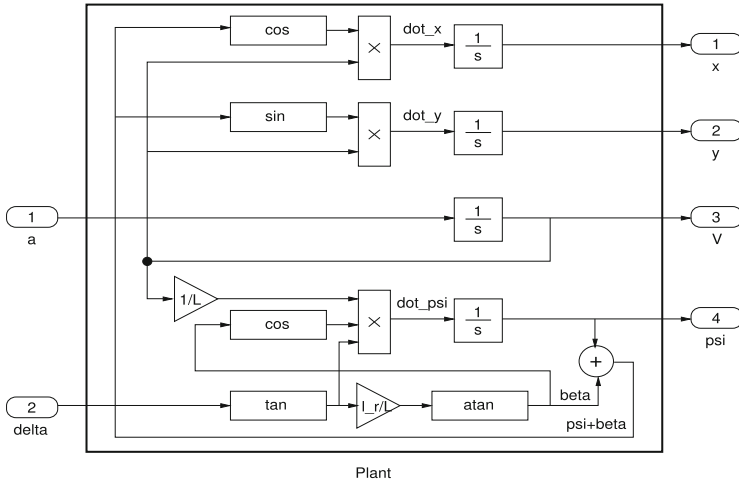 cos
×
dot_x
1
s
1
x
sin
×
dot_y
1
s
2
y
1
a
1
s
3
V
1/L
cos
×
dot_psi
1
s
4
psi
+
2
delta
tan
l_r/L
atan
beta
psi+beta
Plant